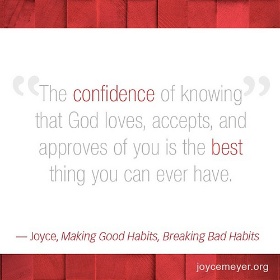 “The confidence of knowing”
that God loves, accepts, and
approves of you is the best
thing you can ever have.
— Joyce, Making Good Habits, Breaking Bad Habits
joycemeyer.org